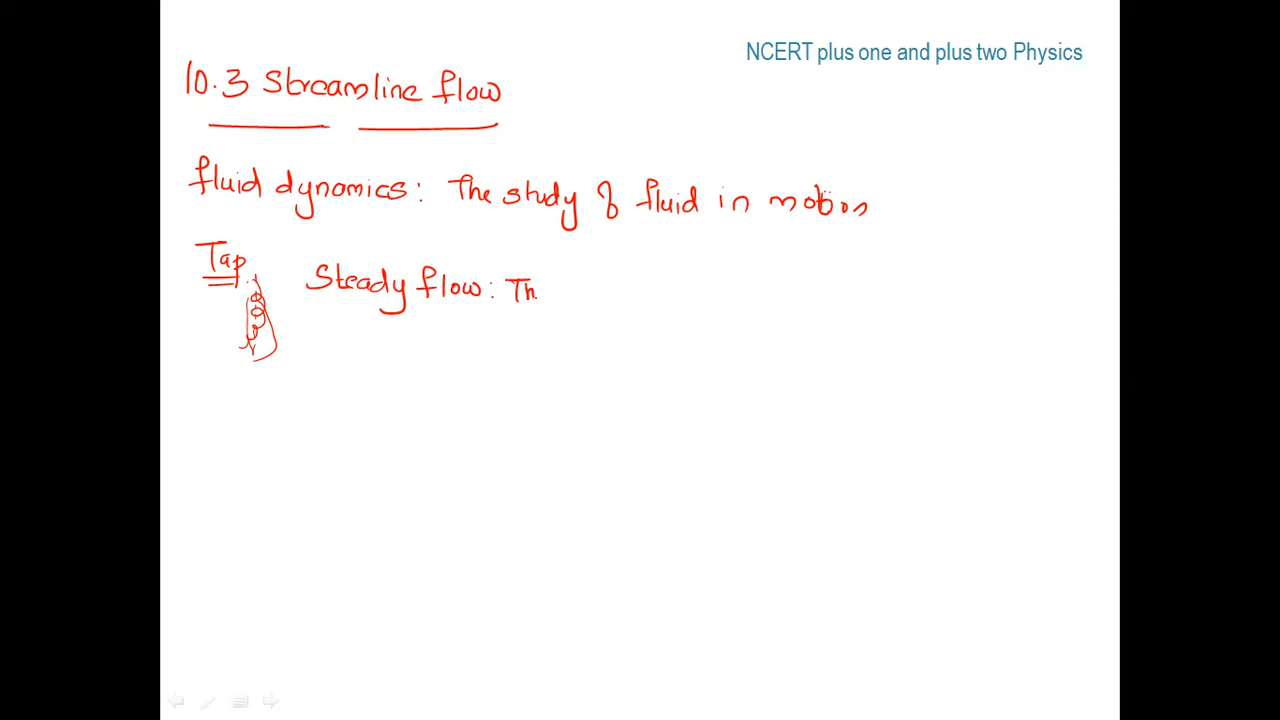 NCERT plus one and plus two Physics
10.3 Streamline flow
fluid dynamics: The study of fluid in motion
Tap
Steady flow: Th